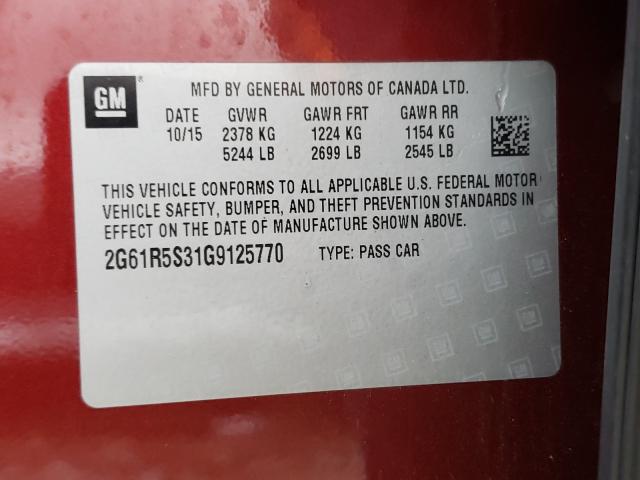 GM ®
MFD BY GENERAL MOTORS OF CANADA LTD.
DATE GVWR GAWR FRT GAWR RR
10/15 2378 KG 1224 KG 1154 KG
5244 LB 2699 LB 2545 LB
THIS VEHICLE CONFORMS TO ALL APPLICABLE U.S. FEDERAL MOTOR
VEHICLE SAFETY, BUMPER, AND THEFT PREVENTION STANDARDS IN
EFFECT ON THE DATE OF MANUFACTURE SHOWN ABOVE.
2G61R5S31G9125770 TYPE: PASS CAR